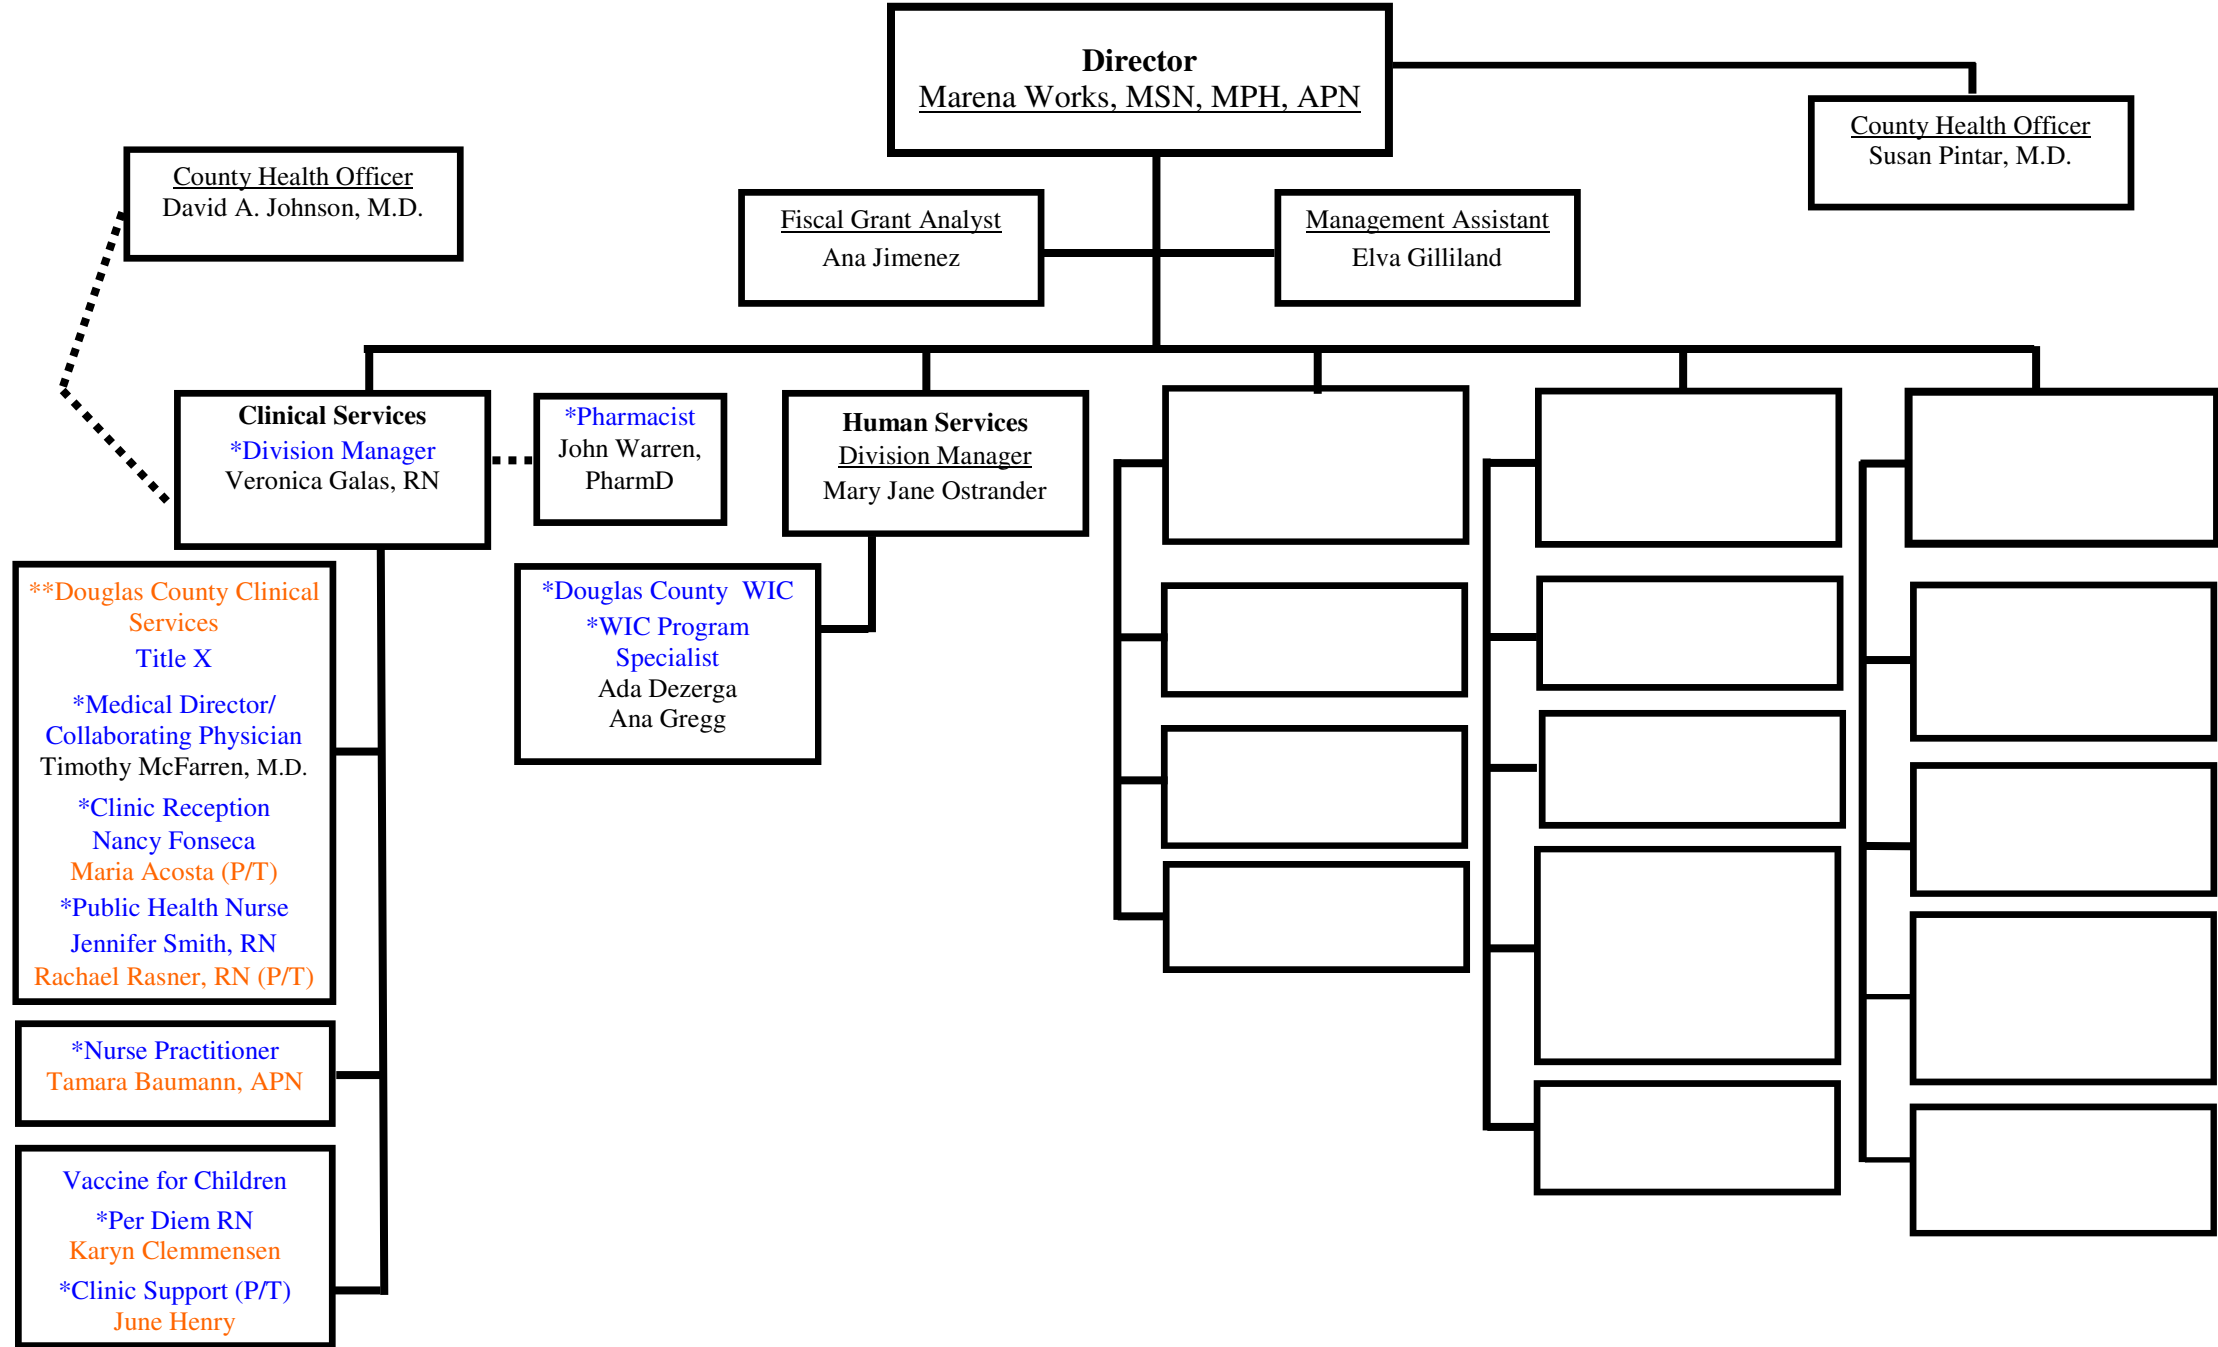 Director
Marena Works, MSN, MPH, APN
County Health Officer
Susan Pintar, M.D.
County Health Officer
David A. Johnson, M.D.
Fiscal Grant Analyst
Ana Jimenez
Management Assistant
Elva Gilliland
Clinical Services
*Division Manager
Veronica Galas, RN
*Pharmacist
John Warren,
PharmD
Human Services
Division Manager
Mary Jane Ostrander
**Douglas County Clinical
Services
Title X
*Medical Director/
Collaborating Physician
Timothy McFarren, M.D.
*Clinic Reception
Nancy Fonseca
Maria Acosta (P/T)
*Public Health Nurse
Jennifer Smith, RN
Rachael Rasner, RN (P/T)
*Douglas County  WIC
*WIC Program
Specialist
Ada Dezerga
Ana Gregg
*Nurse Practitioner
Tamara Baumann, APN
Vaccine for Children
*Per Diem RN
Karyn Clemmensen
*Clinic Support (P/T)
June Henry